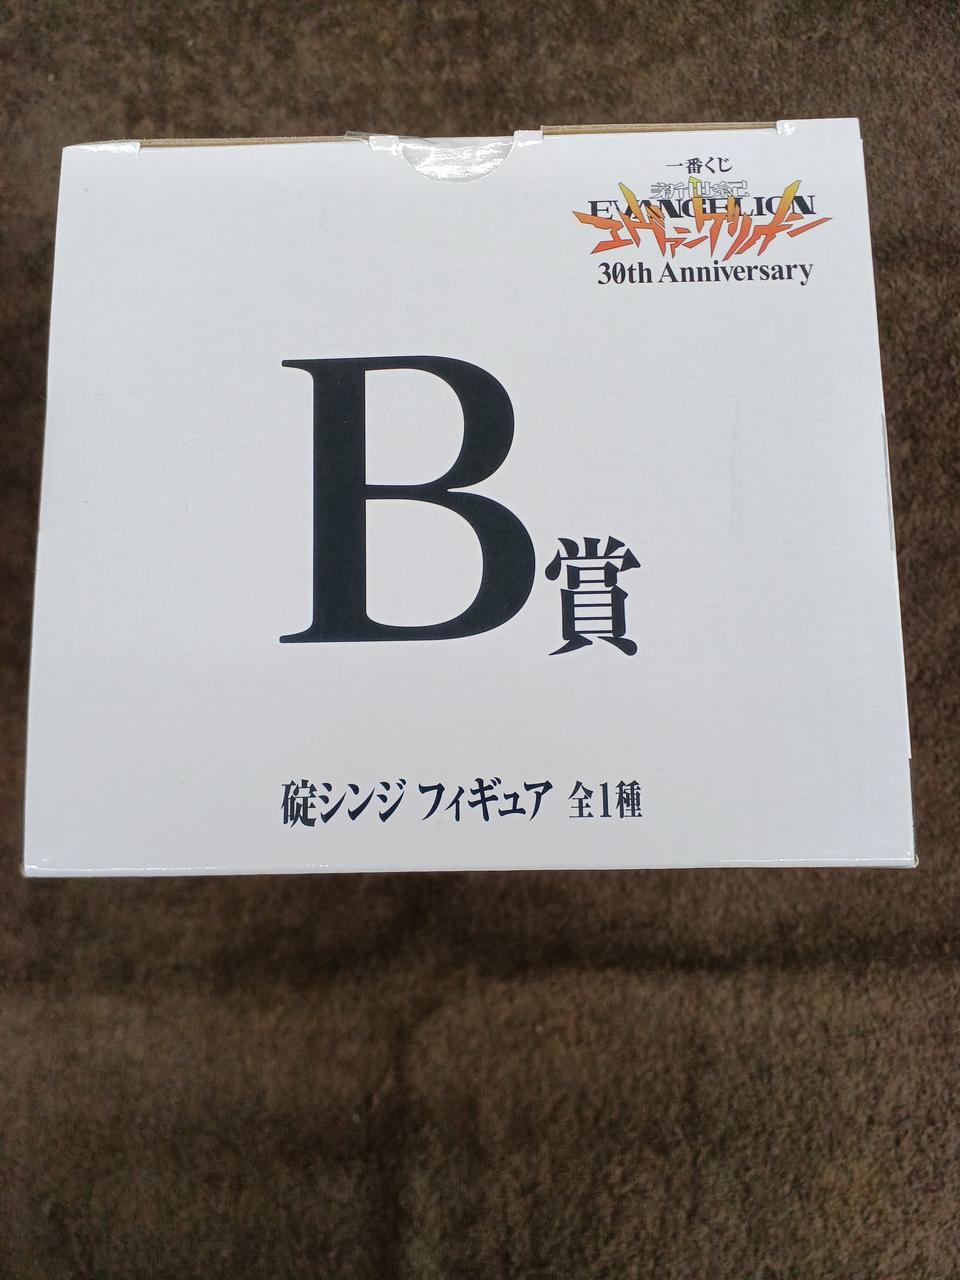 一番くじ
新世紀
EVANGELION
エヴァンゲリオン
30th Anniversary
B賞
碇シンジ フィギュア 全1種